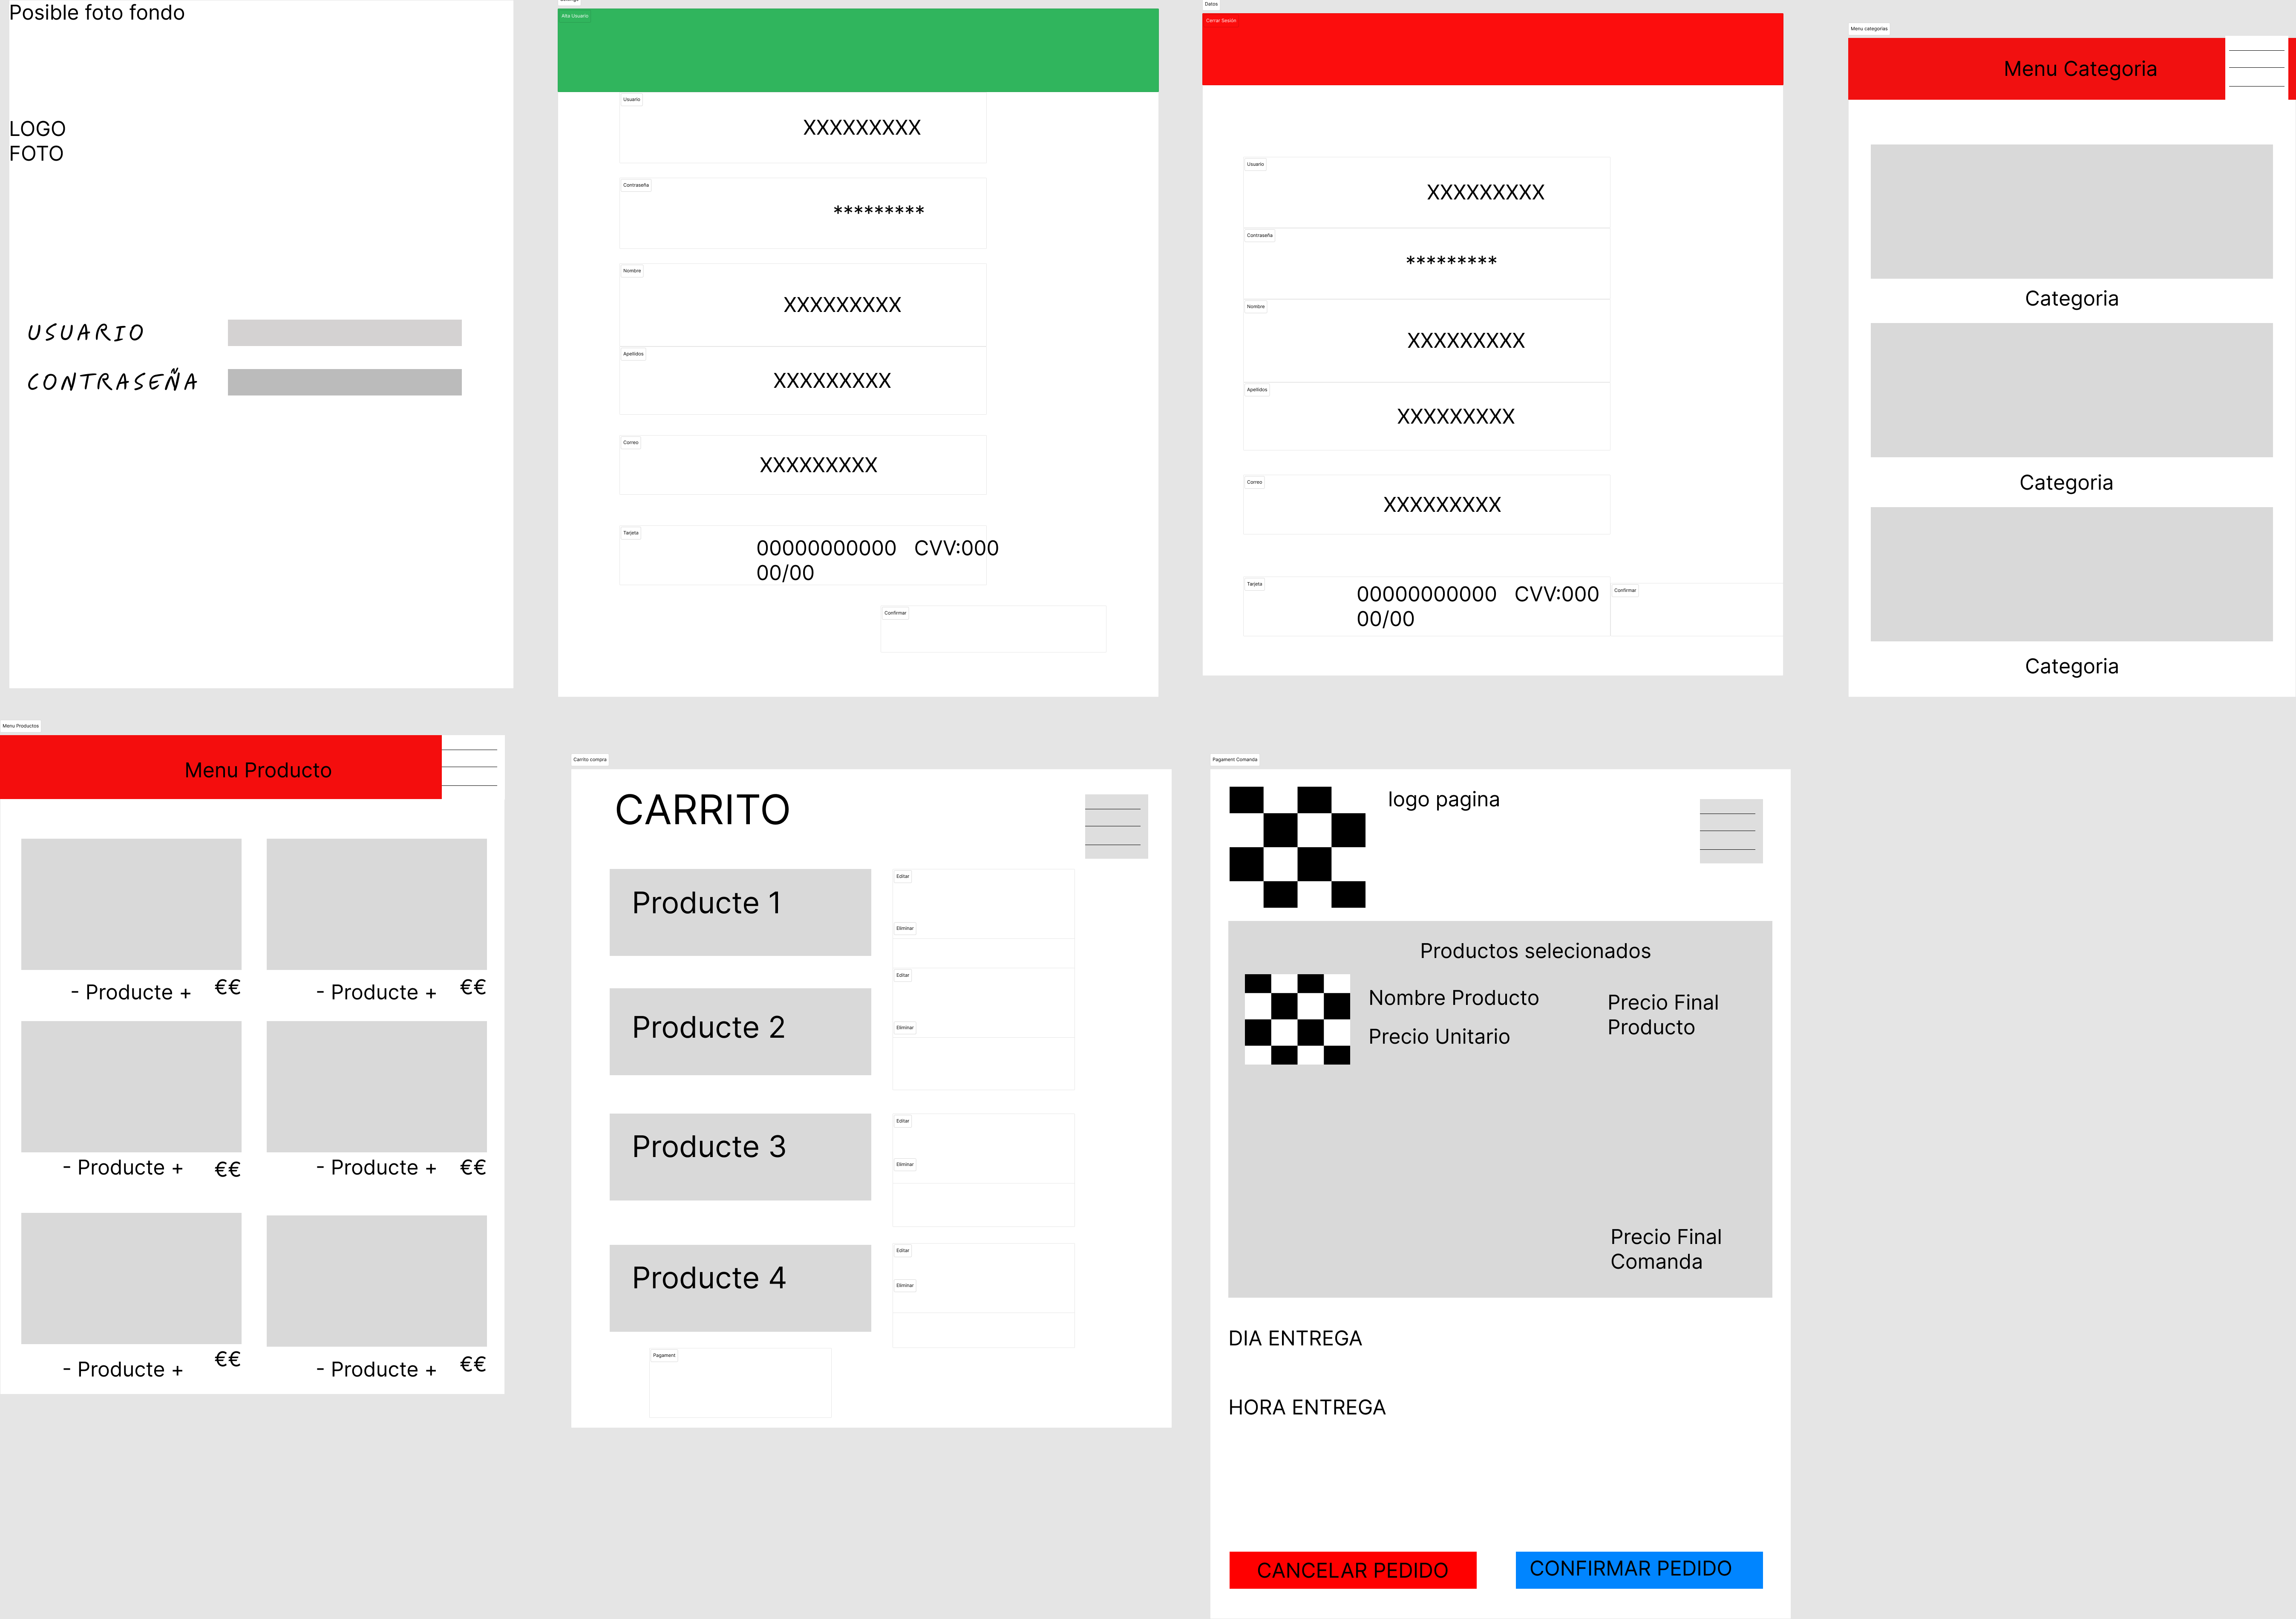 Posible foto fondo
LOGO
FOTO
USUARIO
CONTRASEÑA
Alta Usuario
Usuario
XXXXXXXXX
Contraseña
*********
Nombre
XXXXXXXXX
Apellidos
XXXXXXXXX
Correo
XXXXXXXXX
Tarjeta
00000000000 CVV:000
00/00
Confirmar
Datos
Cerrar Sesión
Usuario
XXXXXXXXX
Contraseña
*********
Nombre
XXXXXXXXX
Apellidos
XXXXXXXXX
Correo
XXXXXXXXX
Tarjeta
00000000000 CVV:000
00/00
Confirmar
Menu categorias
Menu Categoria
Categoria
Categoria
Categoria
Menu Productos
Menu Producto
- Producte + €€
- Producte + €€
- Producte + €€
- Producte + €€
- Producte + €€
- Producte + €€
Carrito compra
CARRITO
Producte 1
Editar
Eliminar
Producte 2
Editar
Eliminar
Producte 3
Editar
Eliminar
Producte 4
Editar
Eliminar
Pagament
Pagament Comanda
logo pagina
Productos selecionados
Nombre Producto
Precio Unitario
Precio Final
Producto
Precio Final
Comanda
DIA ENTREGA
HORA ENTREGA
CANCELAR PEDIDO
CONFIRMAR PEDIDO